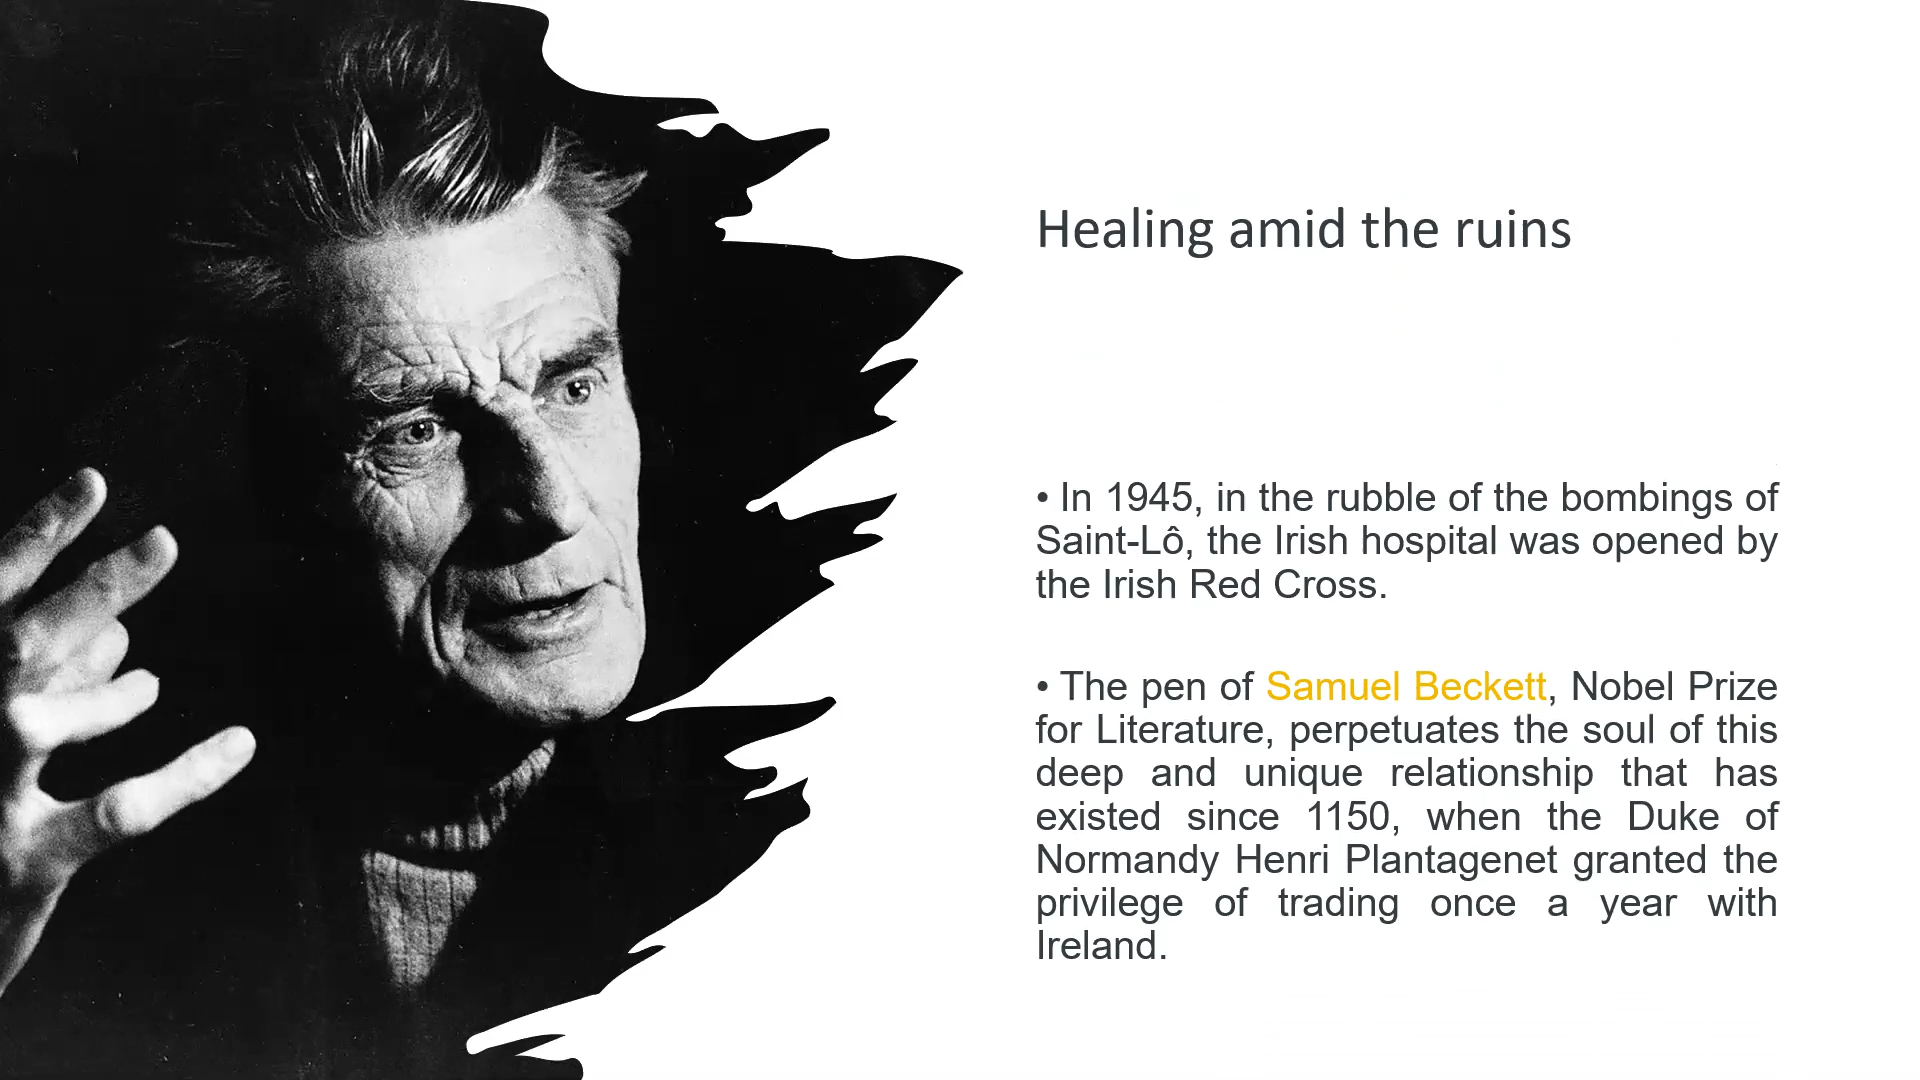 Healing amid the ruins
• In 1945, in the rubble of the bombings of
Saint-Lô, the Irish hospital was opened by
the Irish Red Cross.
• The pen of Samuel Beckett, Nobel Prize
for Literature, perpetuates the soul of this
deep and unique relationship that has
existed since 1150, when the Duke of
Normandy Henri Plantagenet granted the
privilege of trading once a year with
Ireland.